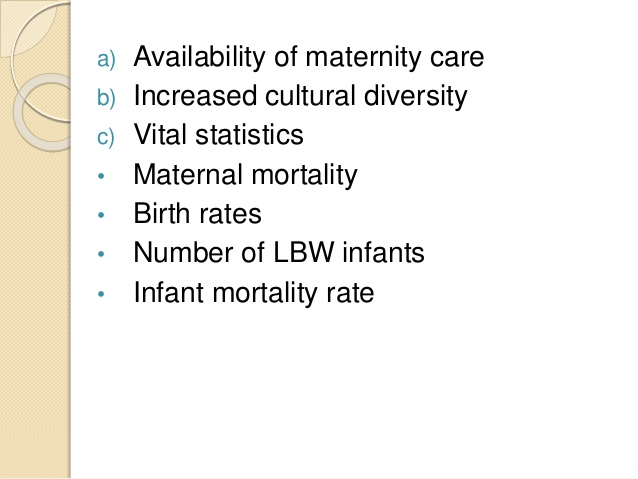 a) Availability of maternity care
b) Increased cultural diversity
c) Vital statistics
• Maternal mortality
• Birth rates
• Number of LBW infants
• Infant mortality rate